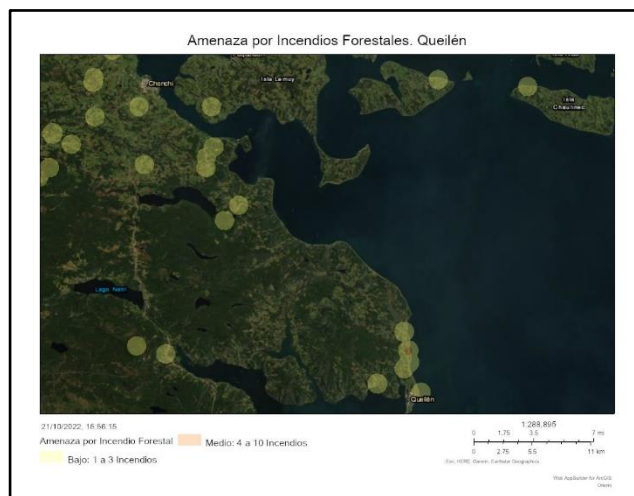 Amenaza por Incendios Forestales. Queilén
Chonchi
Isla Lemuy
Isla
Chaulinec
Lago Natri
Queilén
21/10/2022, 16:56:15
Amenaza por Incendio Forestal
Medio: 4 a 10 Incendios
Bajo: 1 a 3 Incendios
1:288,895
0 1.75 3.5 7 mi
0 2.75 5.5 11 km
Esri, HERE, Garmin, Earthstar Geographics
Web AppBuilder for ArcGIS